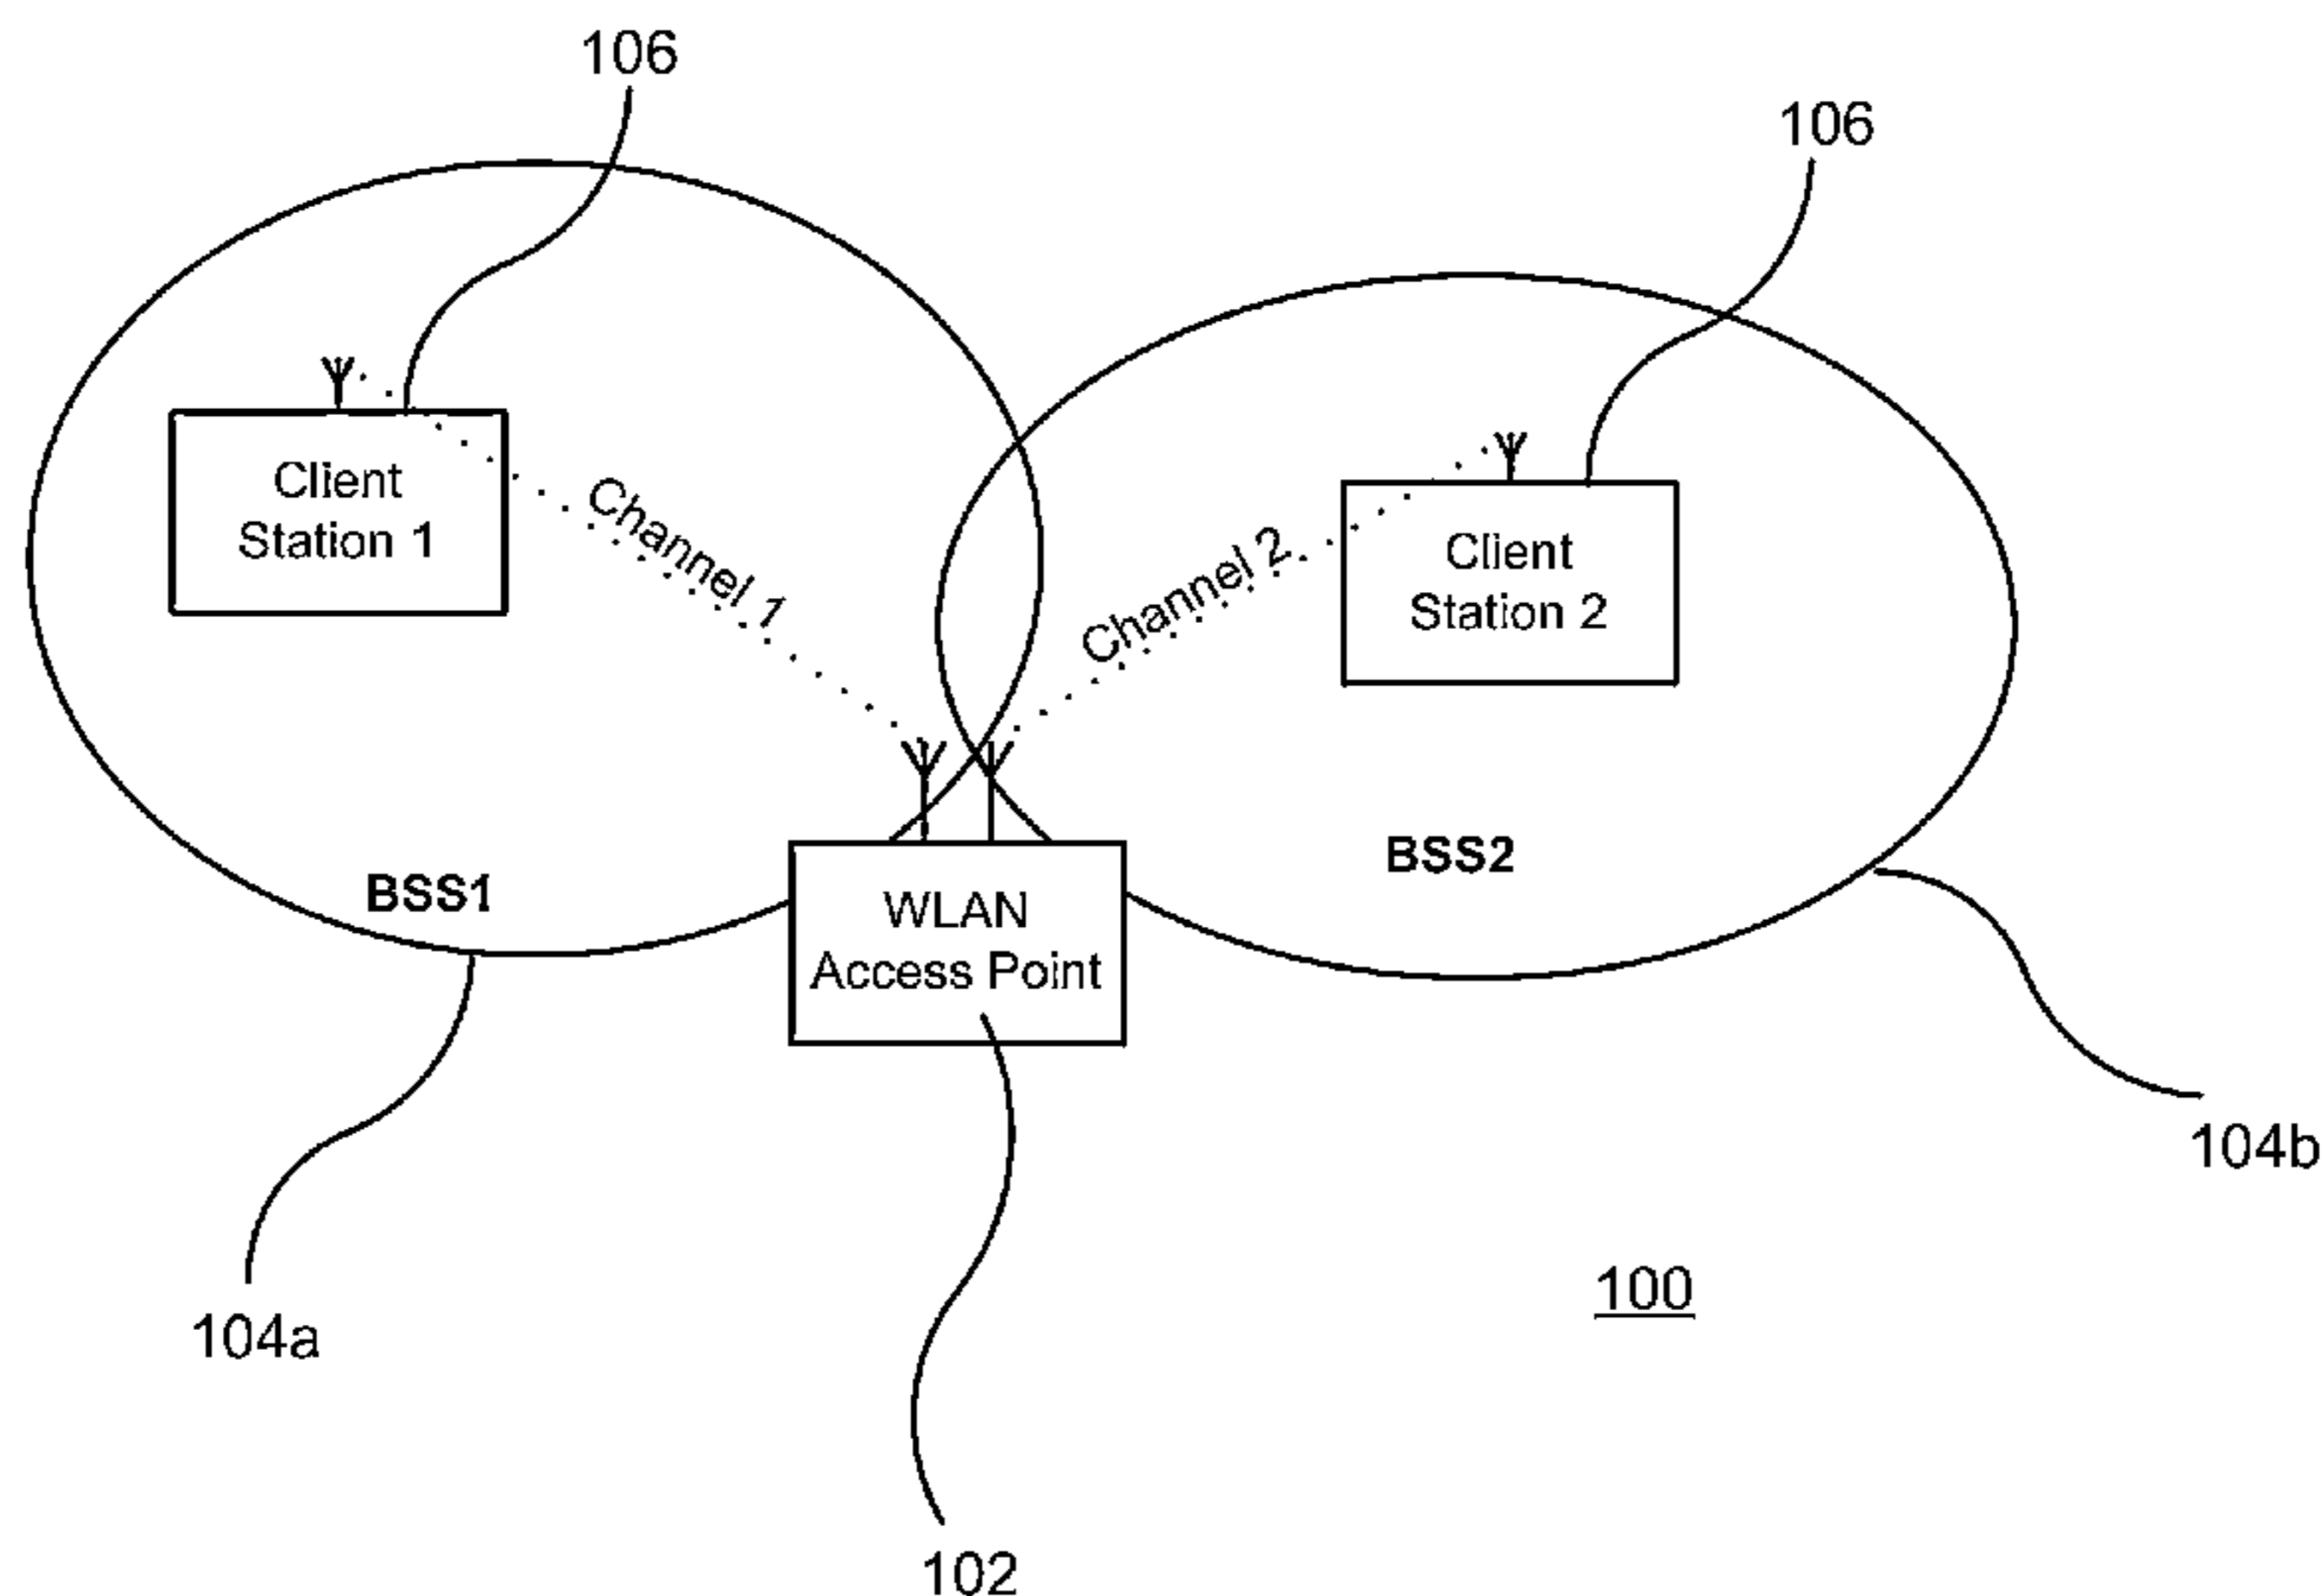 106
106
Client
Station 1
Channel 1
Channel 2
Client
Station 2
BSS1
BSS2
WLAN
Access Point
104a
104b
100
102